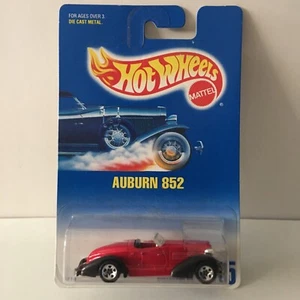 FOR AGES OVER 3.
DIE CAST METAL.
Hot Wheels
MATTEL
AUBURN 852